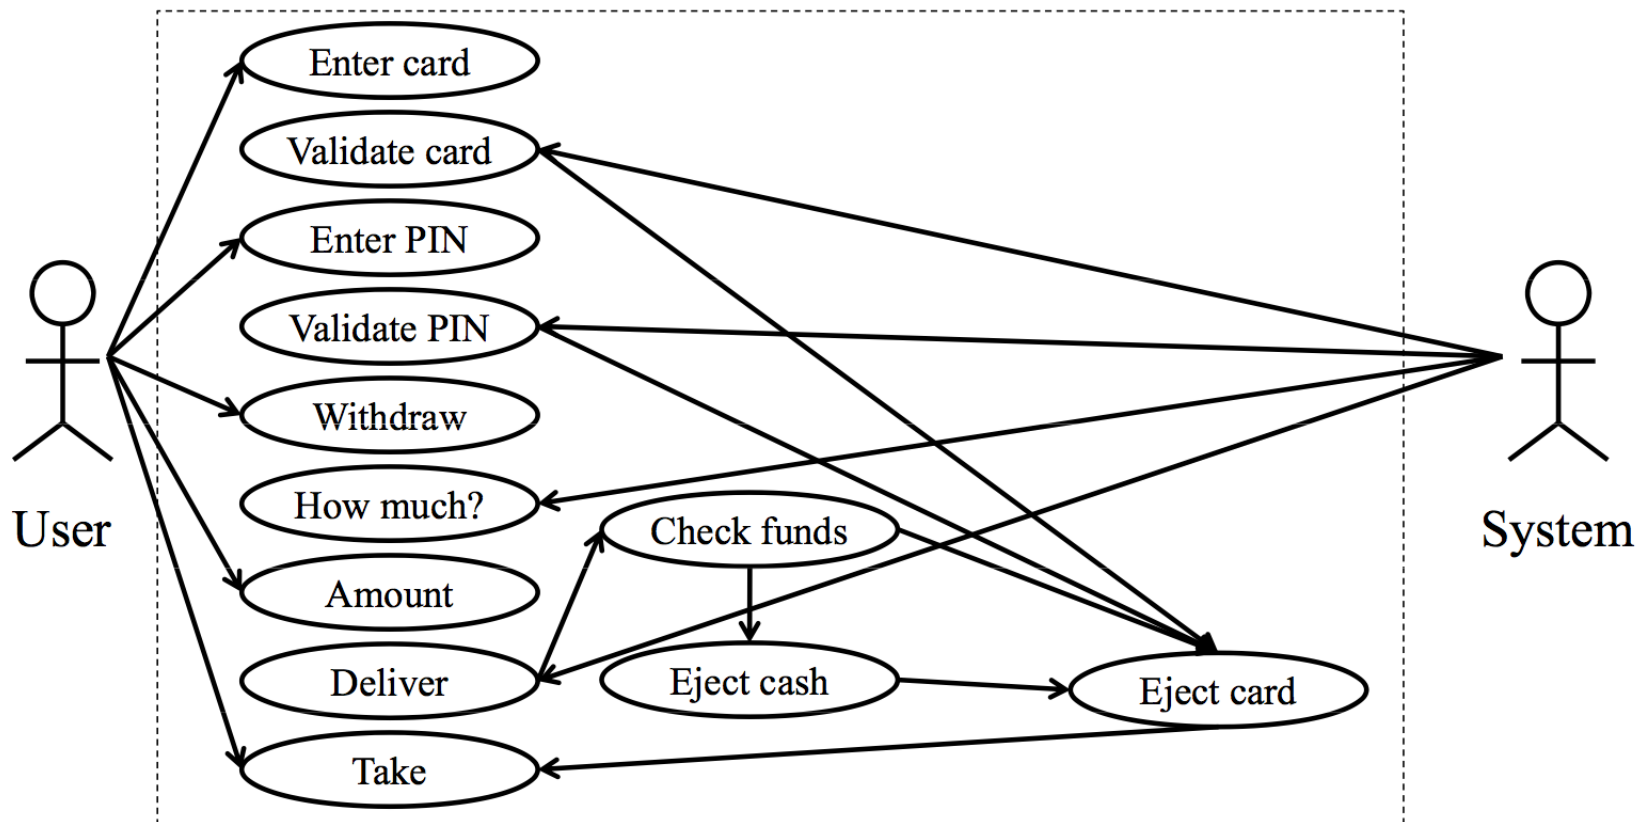 Enter card
Validate card
Enter PIN
Validate PIN
Withdraw
How much?
Check funds
Amount
Deliver
Eject cash
Eject card
Take
User
System